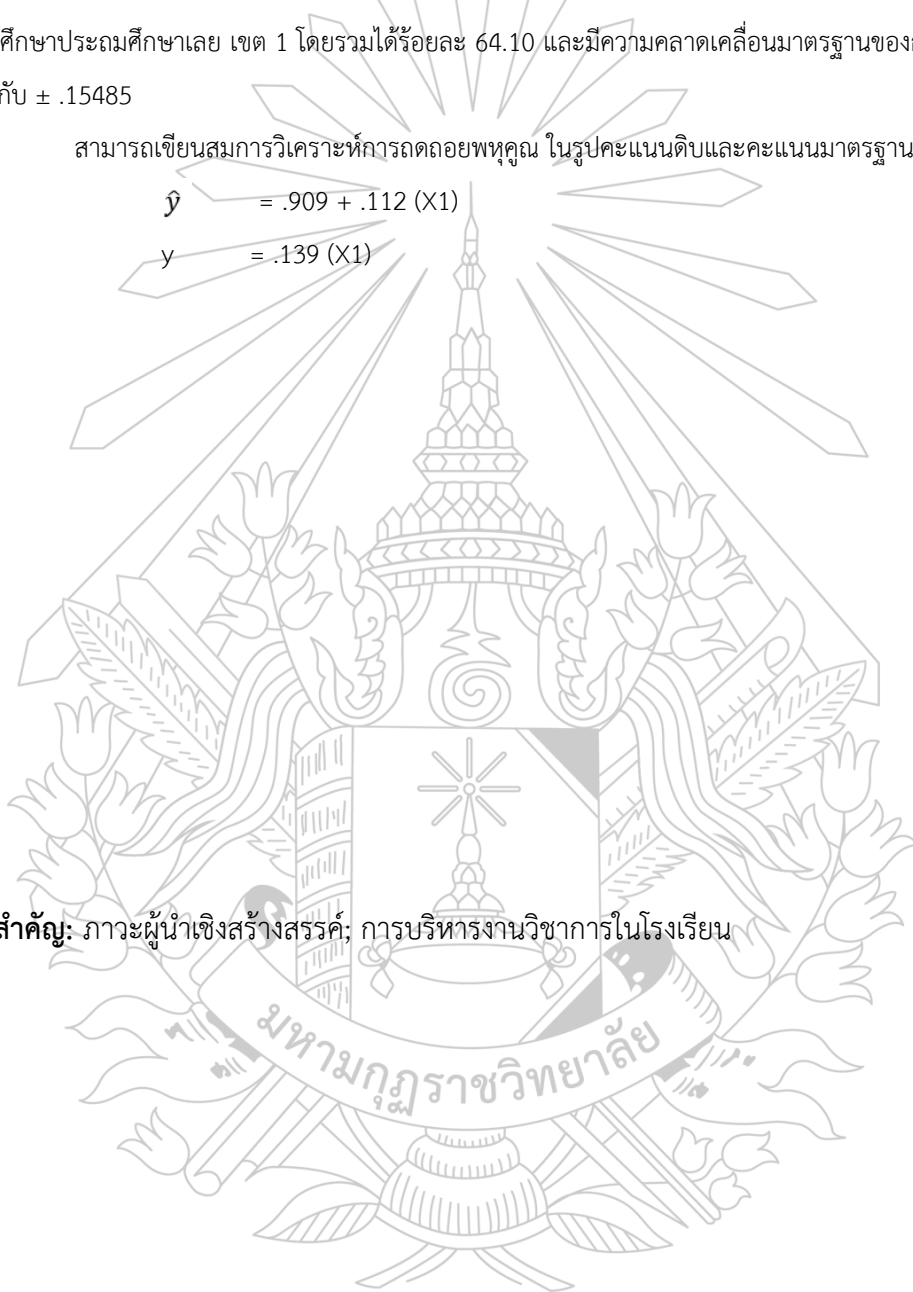 ศึกษาประถมศึกษาเลย เขต 1 โดยรวมได้ร้อยละ 64.10 และมีความคลาดเคลื่อนมาตรฐานของ
กับ ± .15485
สามารถเขียนสมการวิเคราะห์การถดถอยพหุคูณ ในรูปคะแนนดิบและคะแนนมาตรฐาน
ŷ = .909 + .112 (X1)
y = .139 (X1)
สำคัญ: ภาวะผู้นำเชิงสร้างสรรค์; การบริหารงานวิชาการในโรงเรียน
มหามกุฏราชวิทยาลัย